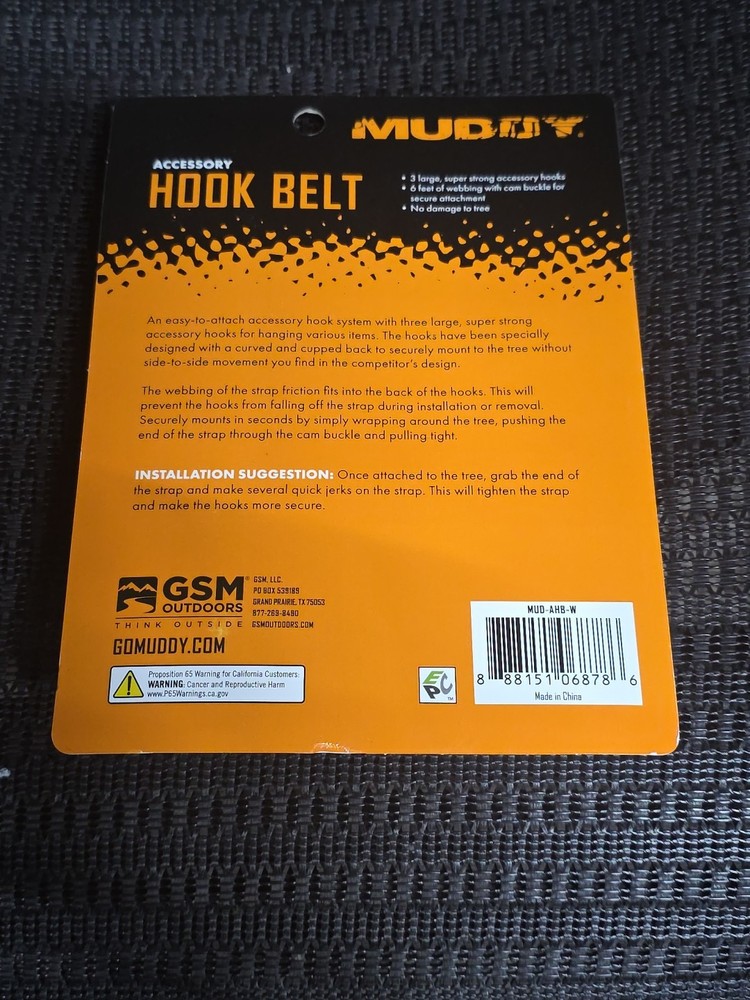 MUDDY.
ACCESSORY
HOOK BELT
• 3 large, super strong accessory hooks
• 6 feet of webbing with cam buckle for
secure attachment
• No damage to tree
An easy-to-attach accessory hook system with three large, super strong
accessory hooks for hanging various items. The hooks have been specially
designed with a curved and cupped back to securely mount to the tree without
side-to-side movement you find in the competitor's design.
The webbing of the strap friction fits into the back of the hooks. This will
prevent the hooks from falling off the strap during installation or removal.
Securely mounts in seconds by simply wrapping around the tree, pushing the
end of the strap through the cam buckle and pulling tight.
INSTALLATION SUGGESTION: Once attached to the tree, grab the end of
the strap and make several quick jerks on the strap. This will tighten the strap
and make the hooks more secure.
GSM®
OUTDOORS
THINK OUTSIDE
GSM, LLC.
PO BOX 539189
GRAND PRAIRIE, TX 75053
877-269-8490
GSMOUTDOORS.COM
GOMUDDY.COM
Proposition 65 Warning for California Customers:
WARNING: Cancer and Reproductive Harm
www.P65Warnings.ca.gov
EPC™
MUD-AHB-W
8 88151 06878 6
Made in China